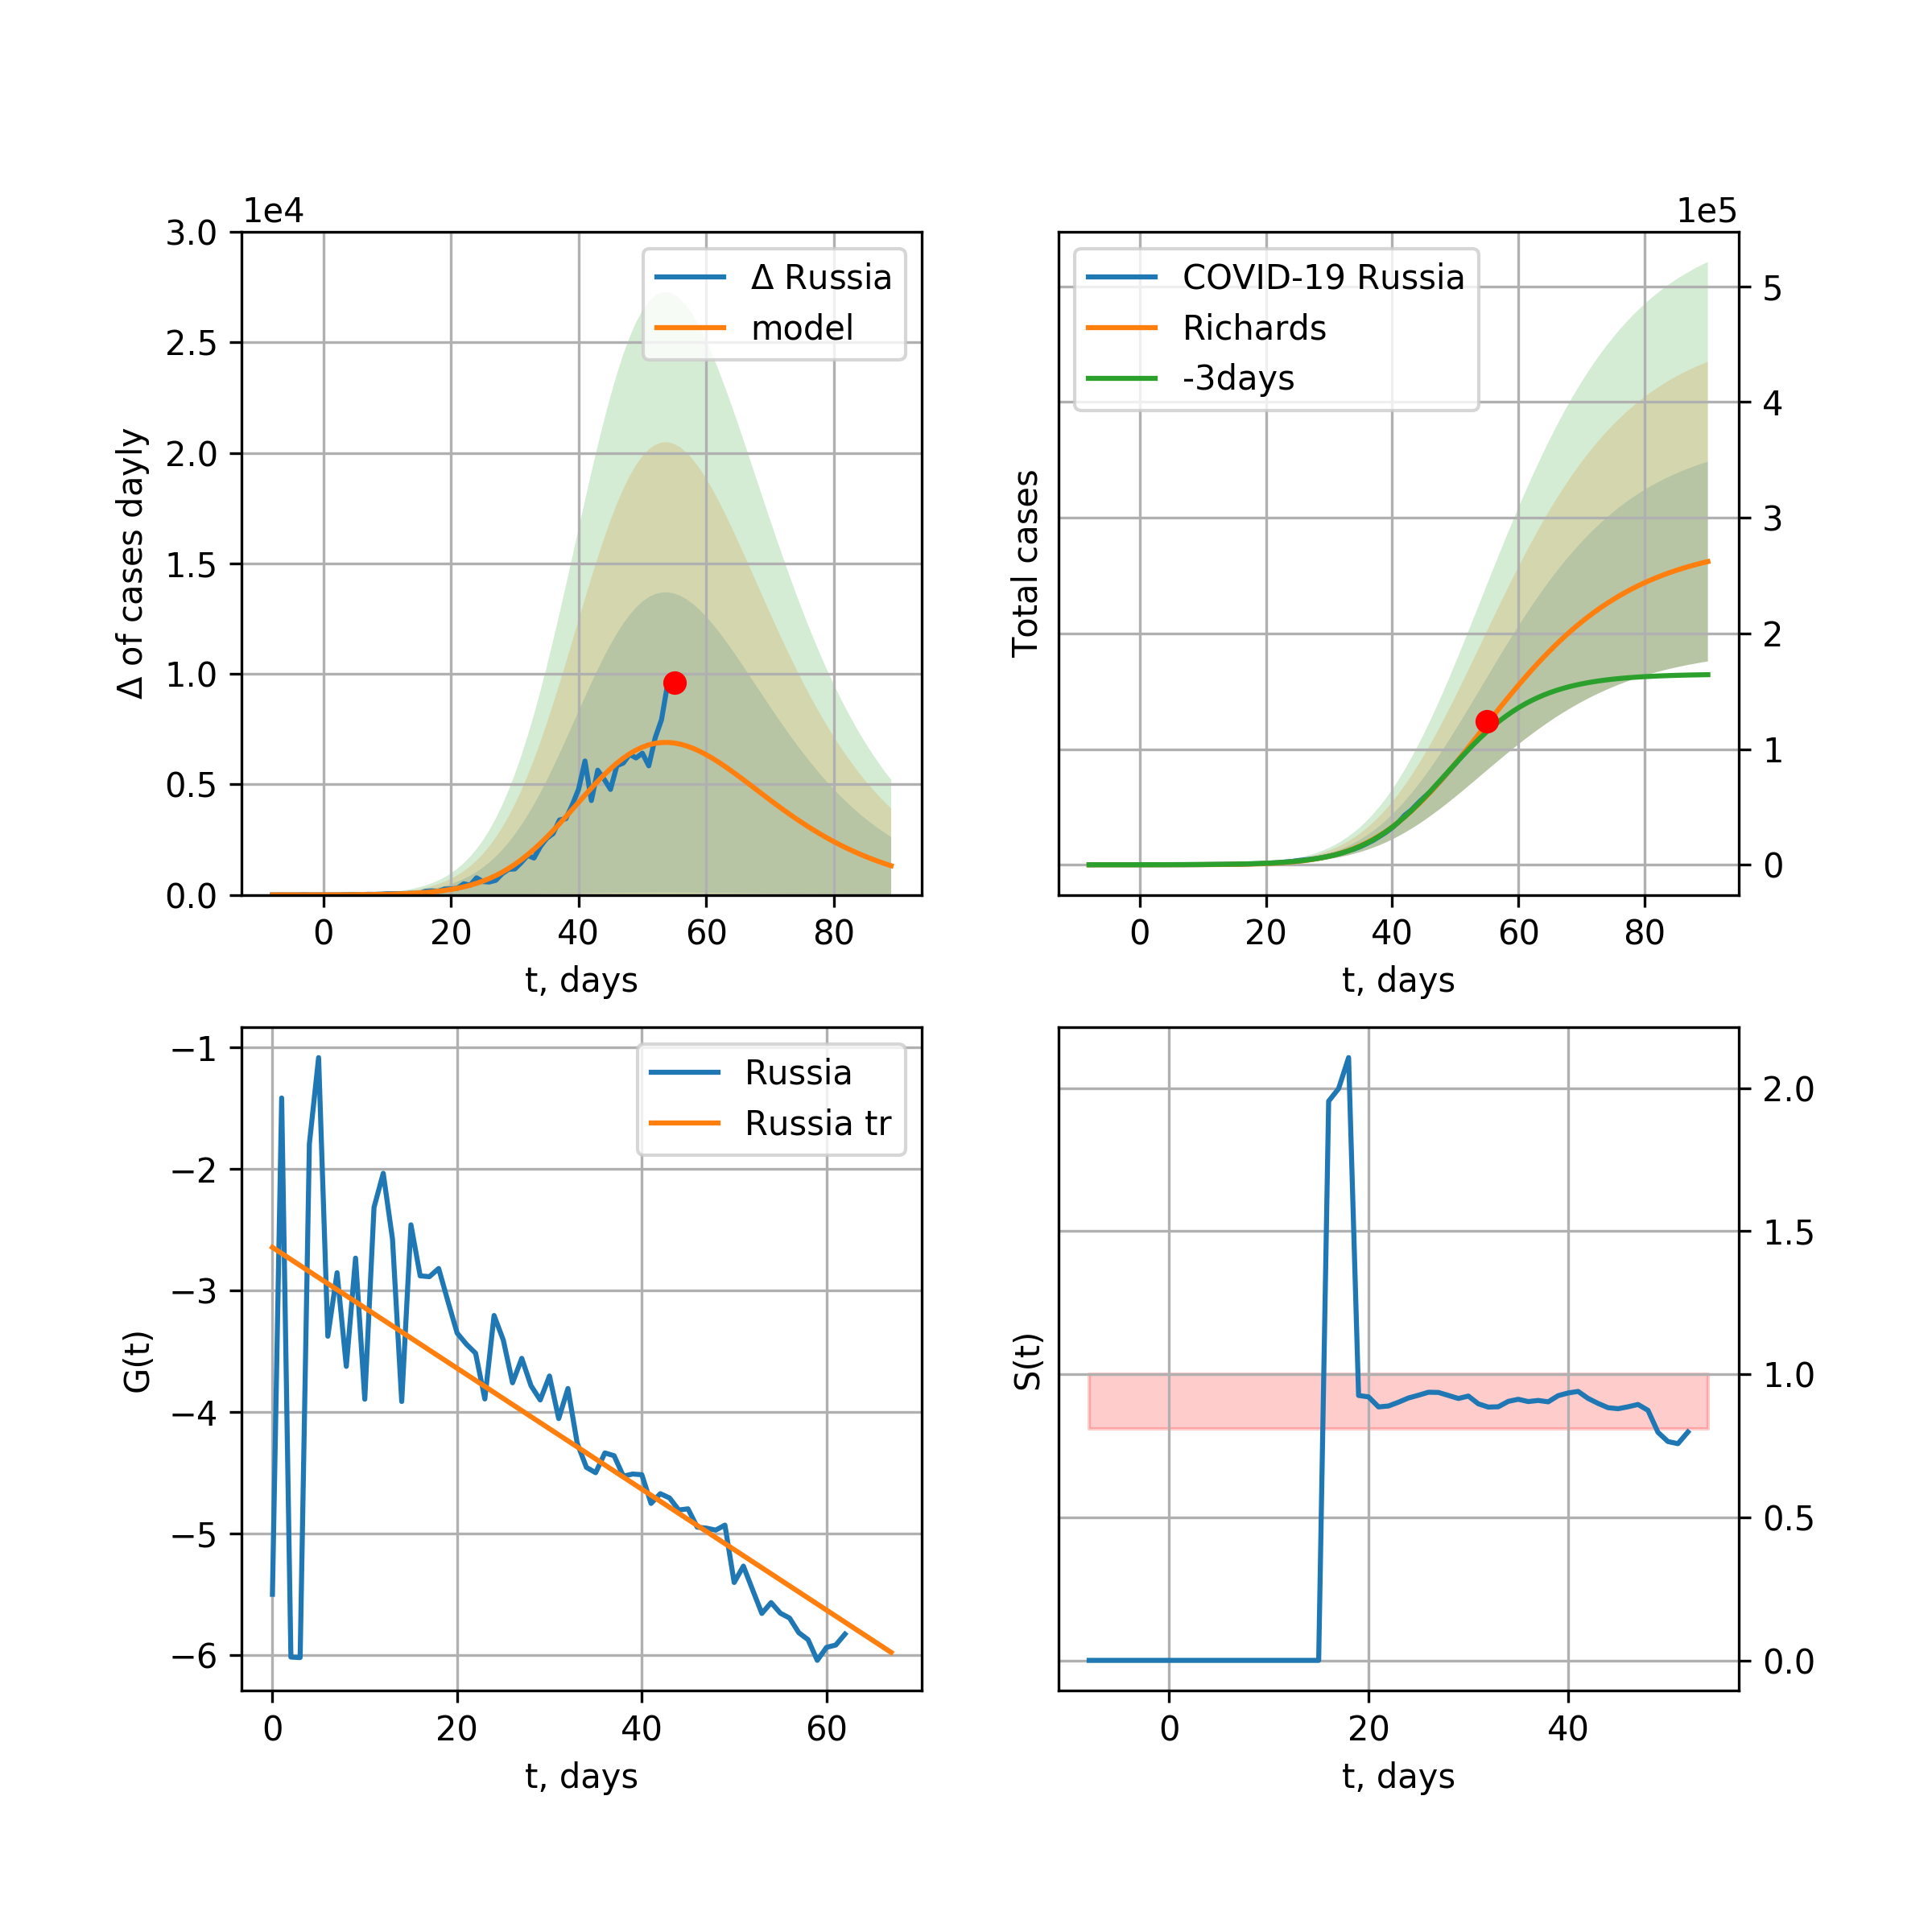 1e4
3.0
2.5
2.0
1.5
1.0
0.5
0.0
Δ of cases dayly
Δ Russia
model
0 20 40 60 80
t, days
1e5
COVID-19 Russia
Richards
-3days
Total cases
5
4
3
2
1
0
0 20 40 60 80
t, days
−1
−2
−3
−4
−5
−6
G(t)
Russia
Russia tr
0 20 40 60
t, days
S(t)
2.0
1.5
1.0
0.5
0.0
0 20 40
t, days